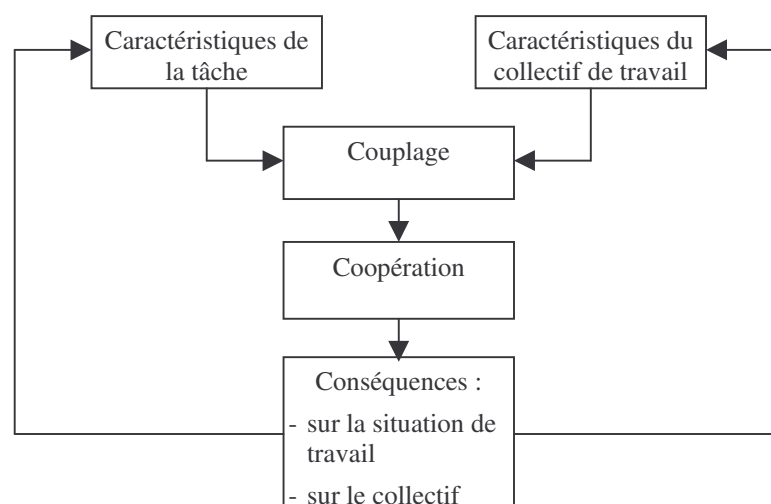 Caractéristiques de
la tâche
Caractéristiques du
collectif de travail
Couplage
Coopération
Conséquences :
- sur la situation de
travail
- sur le collectif